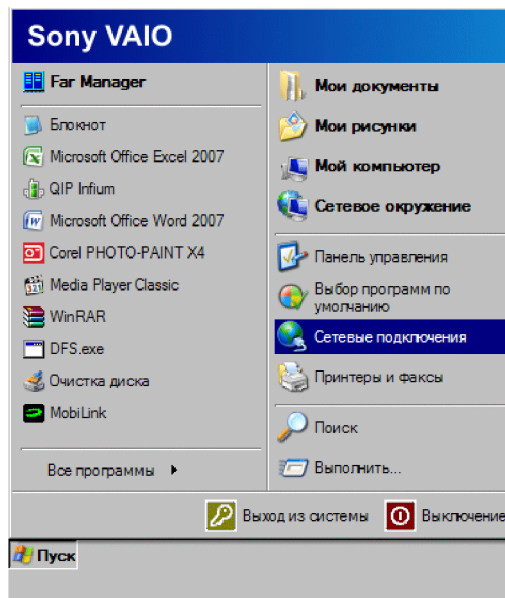 Sony VAIO
Far Manager
Блокнот
Microsoft Office Excel 2007
QIP Infium
Microsoft Office Word 2007
Corel PHOTO-PAINT X4
Media Player Classic
WinRAR
DFS.exe
Очистка диска
MobiLink
Все программы
Мои документы
Мои рисунки
Мой компьютер
Сетевое окружение
Панель управления
Выбор программ по
умолчанию
Сетевые подключения
Принтеры и факсы
Поиск
Выполнить...
Выход из системы
Выключение
Пуск